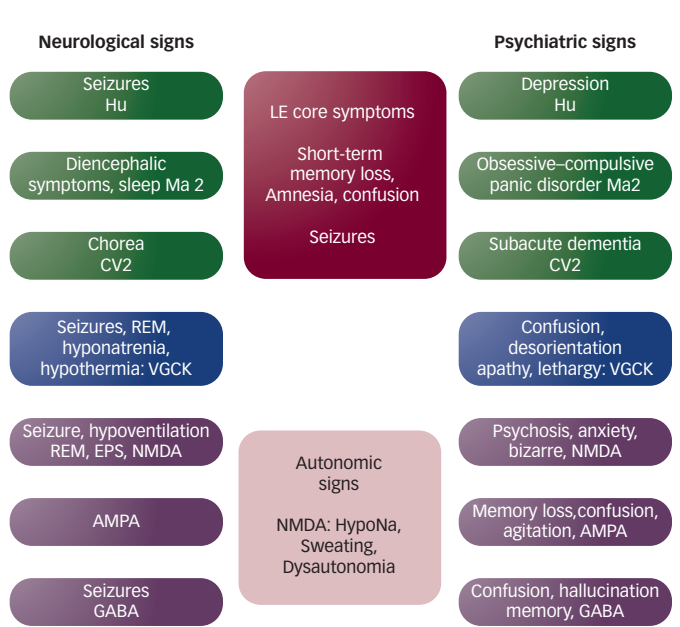 Neurological signs
Psychiatric signs
Seizures
Hu
LE core symptoms
Short-term
memory loss,
Amnesia, confusion
Seizures
Depression
Hu
Diencephalic
symptoms, sleep Ma 2
Obsessive–compulsive
panic disorder Ma2
Chorea
CV2
Subacute dementia
CV2
Seizures, REM,
hyponatrenia,
hypothermia: VGCK
Confusion,
desorientation
apathy, lethargy: VGCK
Seizure, hypoventilation
REM, EPS, NMDA
Autonomic
signs
NMDA: HypoNa,
Sweating,
Dysautonomia
Psychosis, anxiety,
bizarre, NMDA
AMPA
Memory loss,confusion,
agitation, AMPA
Seizures
GABA
Confusion, hallucination
memory, GABA